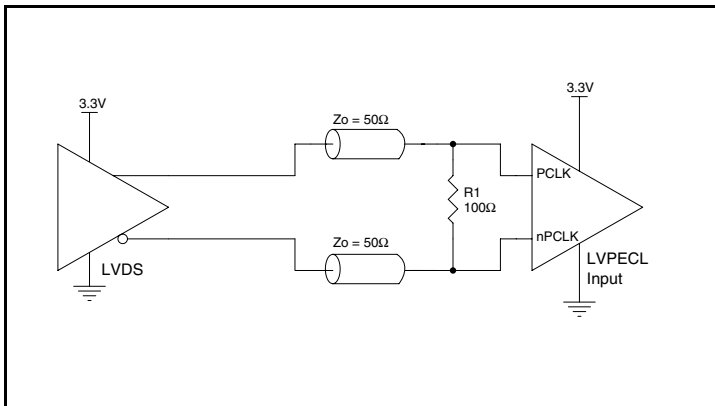 3.3V
3.3V
Zo = 50Ω
PCLK
R1
100Ω
nPCLK
Zo = 50Ω
LVDS
LVPECL
Input